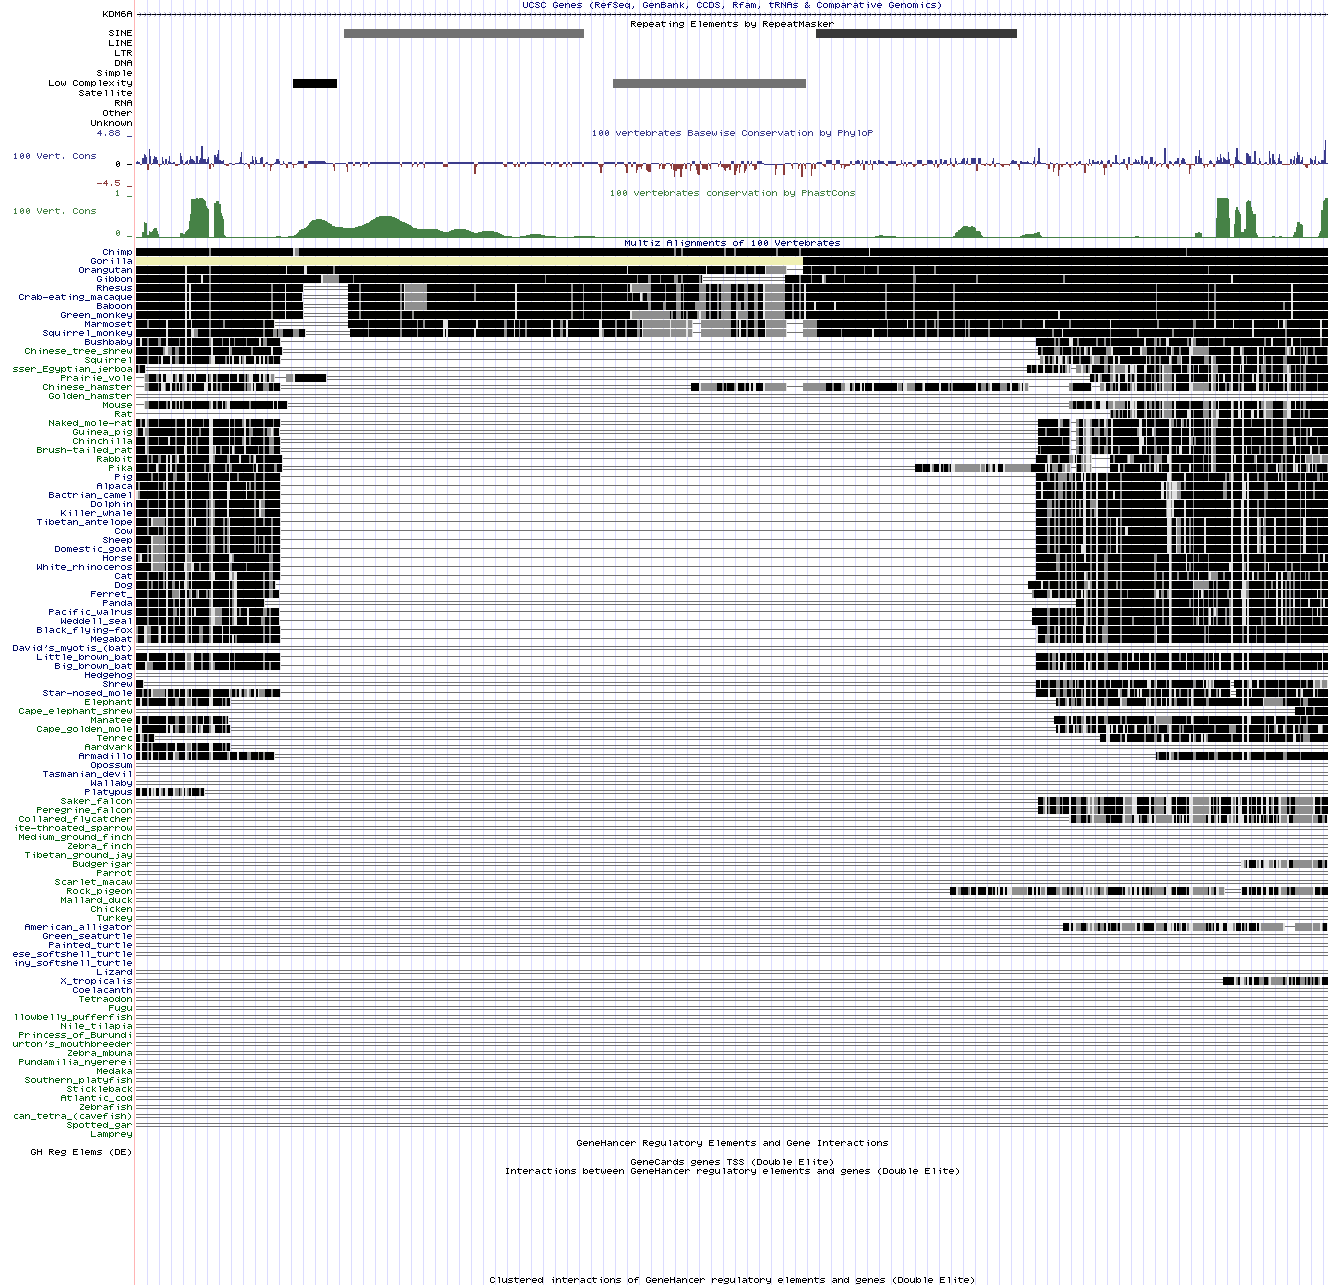 UCSC Genes (RefSeq, GenBank, CCDS, Rfam, tRNAs & Comparative Genomics)
KDM6A
Repeating Elements by RepeatMasker
SINE
LINE
LTR
DNA
Simple
Low Complexity
Satellite
RNA
Other
Unknown
4.88 _
100 vertebrates Basewise Conservation by PhyloP
100 Vert. Cons
0 _
-4.5 _
1 _
100 vertebrates conservation by PhastCons
100 Vert. Cons
0 _
Multiz Alignments of 100 Vertebrates
Chimp
Gorilla
Orangutan
Gibbon
Rhesus
Crab-eating_macaque
Baboon
Green_monkey
Marmoset
Squirrel_monkey
Bushbaby
Chinese_tree_shrew
Squirrel
sser_Egyptian_jerboa
Prairie_vole
Chinese_hamster
Golden_hamster
Mouse
Rat
Naked_mole-rat
Guinea_pig
Chinchilla
Brush-tailed_rat
Rabbit
Pika
Pig
Alpaca
Bactrian_camel
Dolphin
Killer_whale
Tibetan_antelope
Cow
Sheep
Domestic_goat
Horse
White_rhinoceros
Cat
Dog
Ferret_
Panda
Pacific_walrus
Weddell_seal
Black_flying-fox
Megabat
David's_myotis_(bat)
Little_brown_bat
Big_brown_bat
Hedgehog
Shrew
Star-nosed_mole
Elephant
Cape_elephant_shrew
Manatee
Cape_golden_mole
Tenrec
Aardvark
Armadillo
Opossum
Tasmanian_devil
Wallaby
Platypus
Saker_falcon
Peregrine_falcon
Collared_flycatcher
ite-throated_sparrow
Medium_ground_finch
Zebra_finch
Tibetan_ground_jay
Budgerigar
Parrot
Scarlet_macaw
Rock_pigeon
Mallard_duck
Chicken
Turkey
American_alligator
Green_seaturtle
Painted_turtle
ese_softshell_turtle
iny_softshell_turtle
Lizard
X_tropicalis
Coelacanth
Tetraodon
Fugu
llowbelly_pufferfish
Nile_tilapia
Princess_of_Burundi
urton's_mouthbreeder
Zebra_mbuna
Pundamilia_nyererei
Medaka
Southern_platyfish
Stickleback
Atlantic_cod
Zebrafish
can_tetra_(cavefish)
Spotted_gar
Lamprey
GeneHancer Regulatory Elements and Gene Interactions
GH Reg Elems (DE)
GeneCards genes TSS (Double Elite)
Interactions between GeneHancer regulatory elements and genes (Double Elite)
Clustered interactions of GeneHancer regulatory elements and genes (Double Elite)